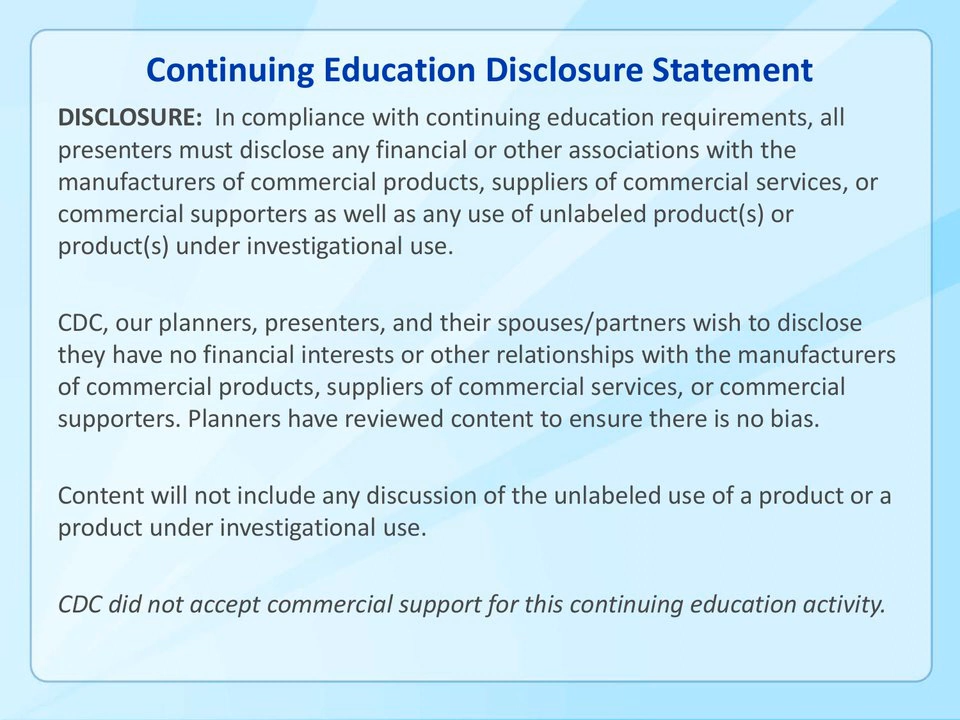 Continuing Education Disclosure Statement
DISCLOSURE:  In compliance with continuing education requirements, all
presenters must disclose any financial or other associations with the
manufacturers of commercial products, suppliers of commercial services, or
commercial supporters as well as any use of unlabeled product(s) or
product(s) under investigational use.
CDC, our planners, presenters, and their spouses/partners wish to disclose
they have no financial interests or other relationships with the manufacturers
of commercial products, suppliers of commercial services, or commercial
supporters. Planners have reviewed content to ensure there is no bias.
Content will not include any discussion of the unlabeled use of a product or a
product under investigational use.
CDC did not accept commercial support for this continuing education activity.